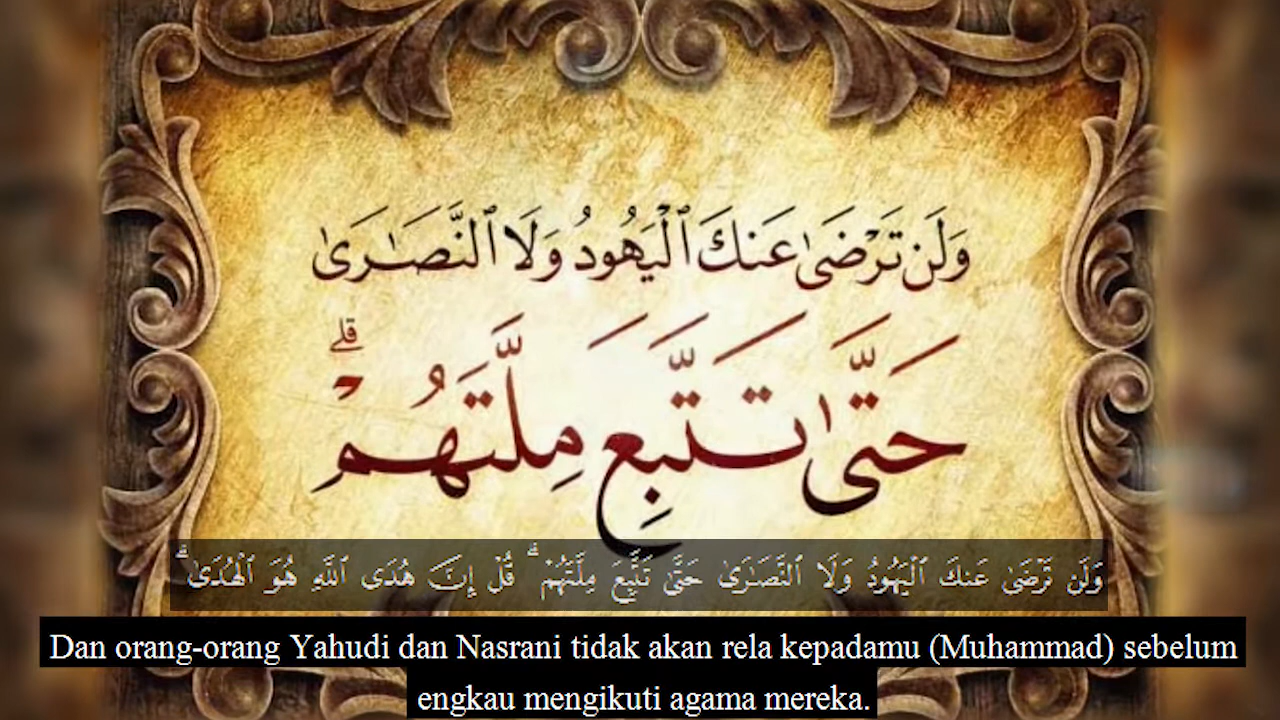 وَلَن تَرْضَىٰ عَنكَ ٱلْيَهُودُ وَلَا ٱلنَّصَـٰرَىٰ
حَتَّىٰ تَتَّبِعَ مِلَّتَهُمْ ۗ
وَلَن تَرْضَىٰ عَنكَ ٱلْيَهُودُ وَلَا ٱلنَّصَـٰرَىٰ حَتَّىٰ تَتَّبِعَ مِلَّتَهُمْ ۗ قُلْ إِنَّ هُدَى ٱللَّهِ هُوَ ٱلْهُدَىٰ ۗ
Dan orang-orang Yahudi dan Nasrani tidak akan rela kepadamu (Muhammad) sebelum
engkau mengikuti agama mereka.